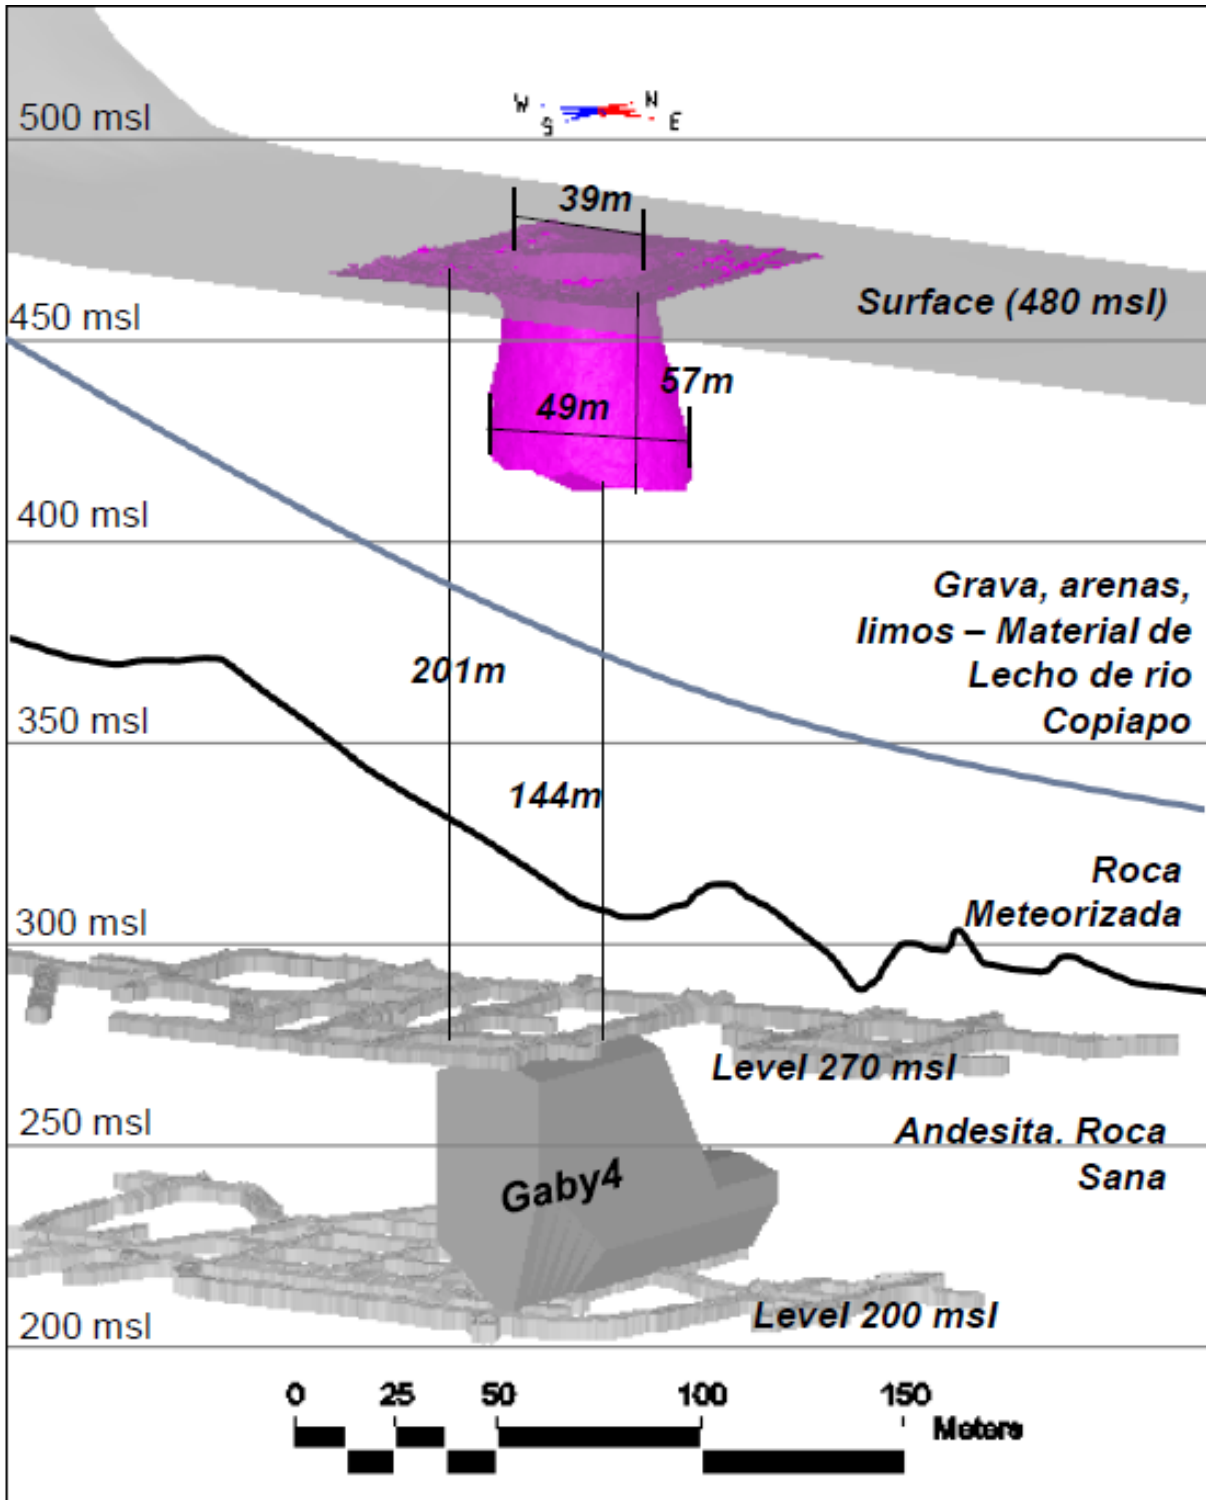 W N
S E
500 msl
39m
Surface (480 msl)
450 msl
57m
49m
400 msl
Grava, arenas,
limos – Material de
Lecho de rio
Copiapo
201m
350 msl
144m
Roca
Meteorizada
300 msl
Level 270 msl
250 msl
Andesita. Roca
Sana
Gaby4
Level 200 msl
200 msl
0 25 50 100 150
Meters